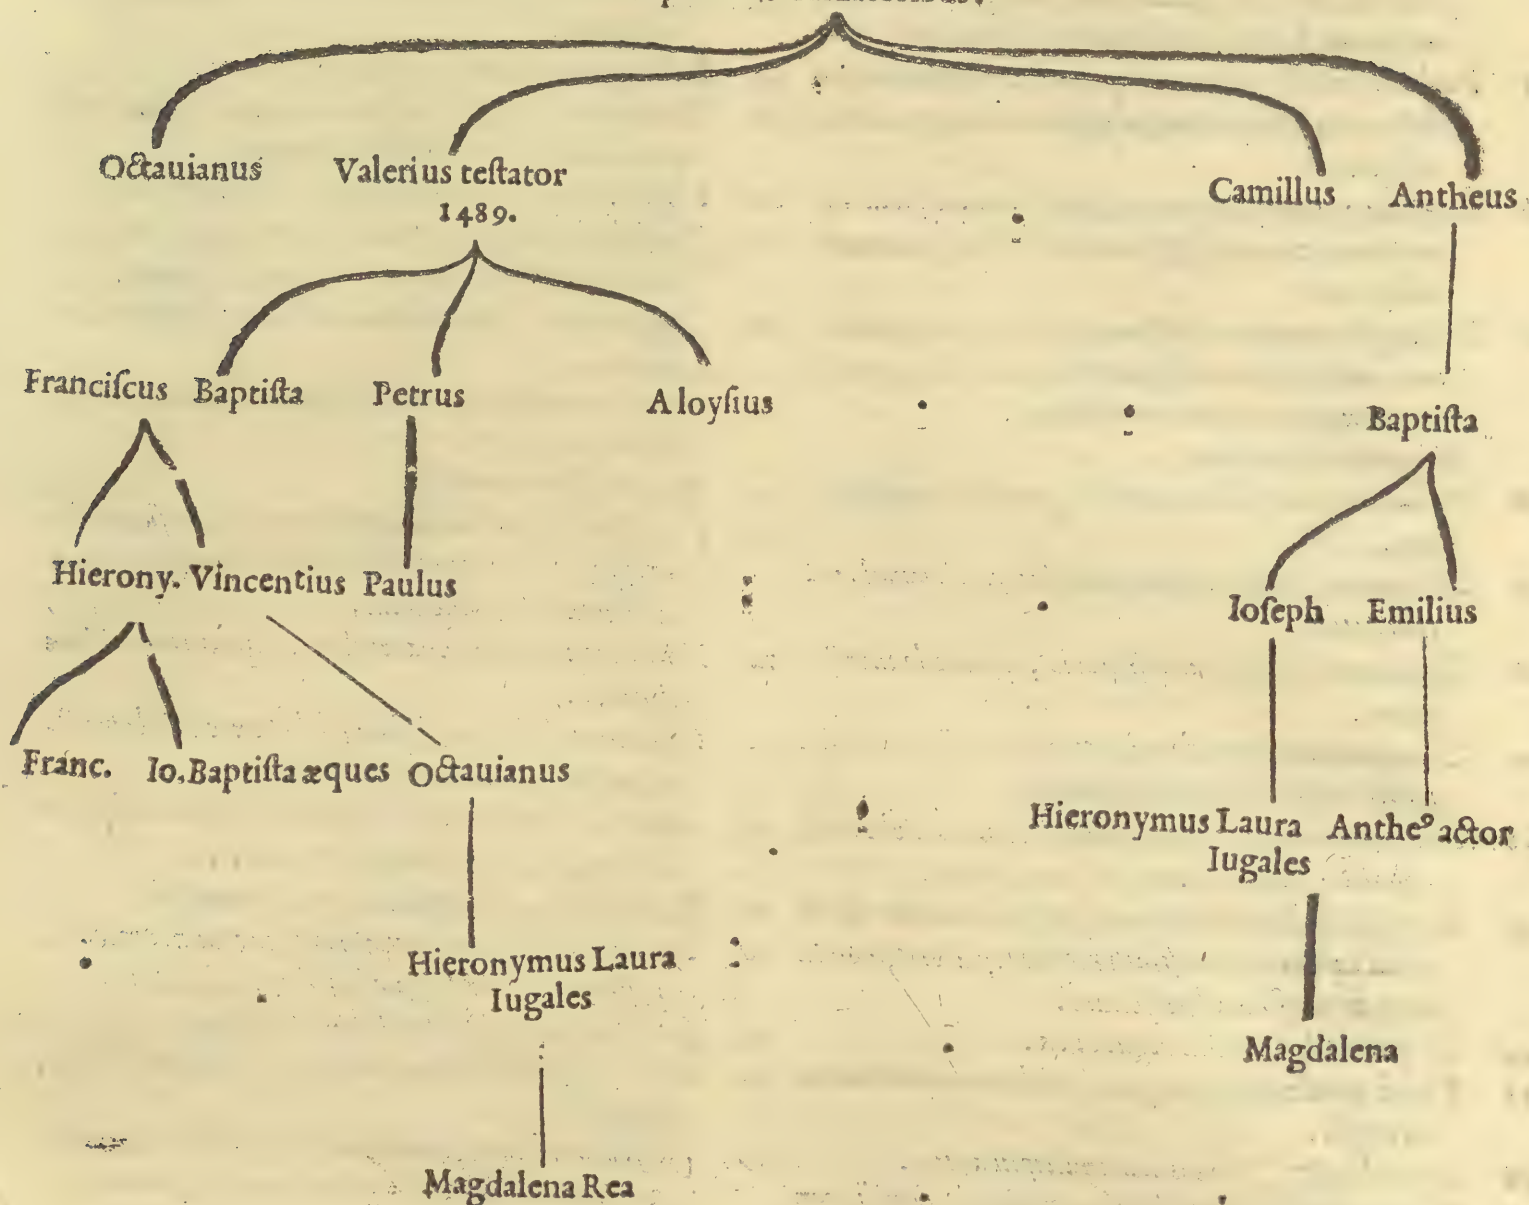 Octauianus Valerius teſtator Camillus Antheus
1489.
Franciſcus Baptiſta Petrus Aloyſius Baptiſta
Hierony. Vincentius Paulus Ioſeph Emilius
Franc. Io.Baptiſta æques Octauianus
Hieronymus Laura Antheꝰ actor
Iugales
Hieronymus Laura
Iugales
Magdalena
Magdalena Rea